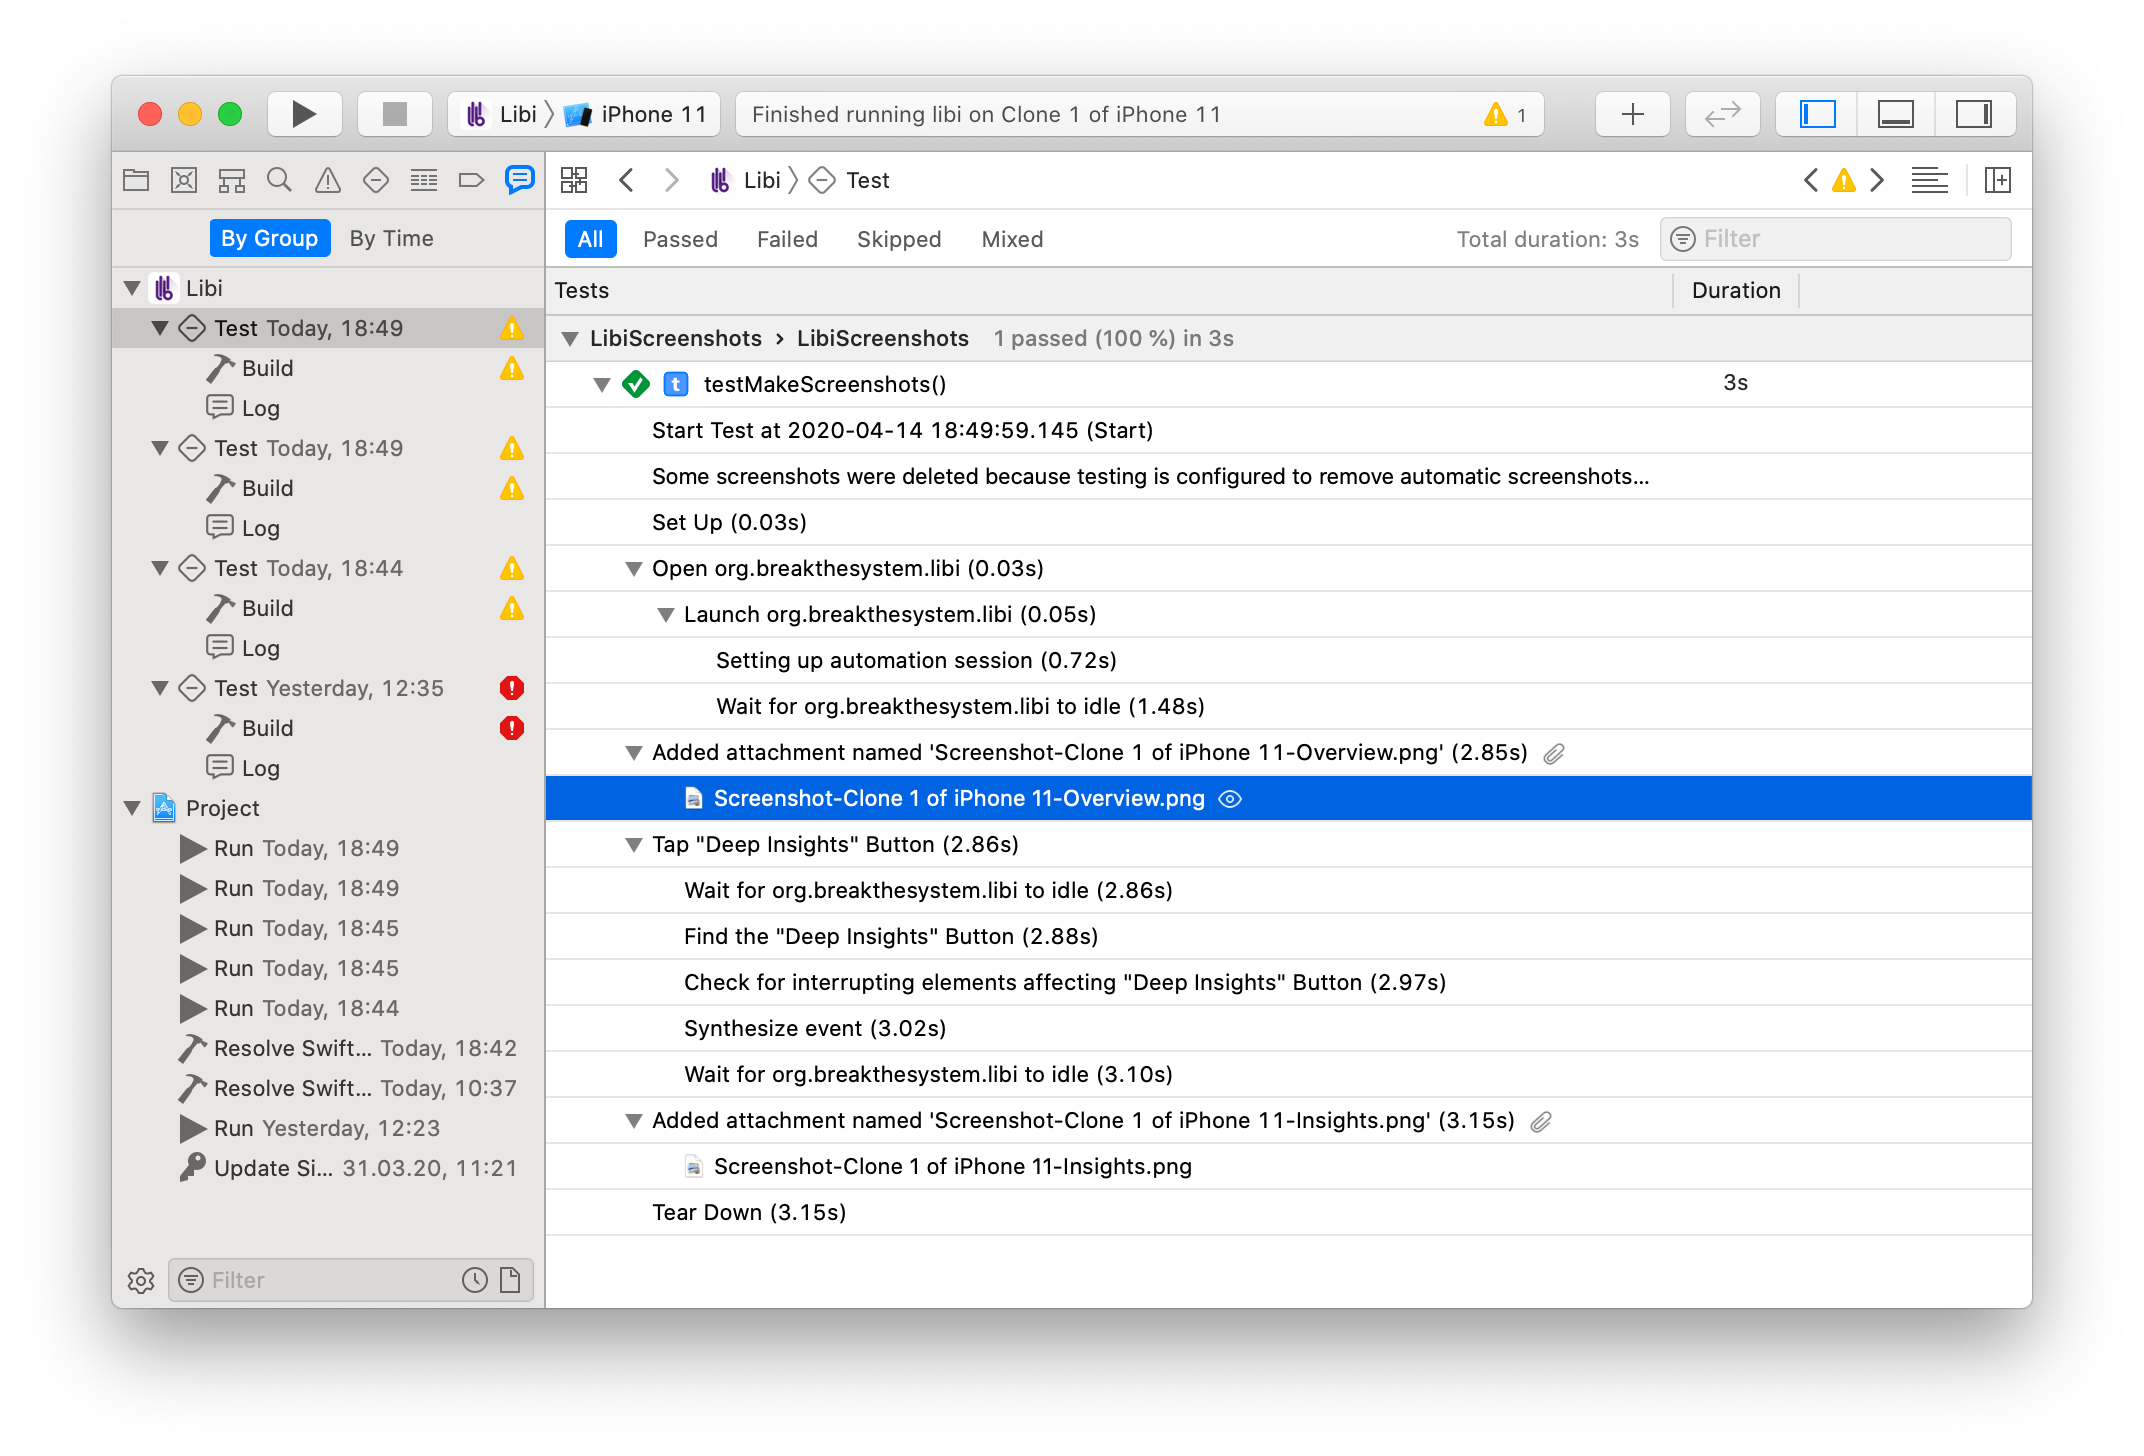 Libi 〉 iPhone 11
Finished running libi on Clone 1 of iPhone 11
1
Libi 〉 Test
By Group By Time
All Passed Failed Skipped Mixed
Total duration: 3s
Filter
Libi
Test Today, 18:49
Build
Log
Test Today, 18:49
Build
Log
Test Today, 18:44
Build
Log
Test Yesterday, 12:35
Build
Log
Project
Run Today, 18:49
Run Today, 18:49
Run Today, 18:45
Run Today, 18:45
Run Today, 18:44
Resolve Swift... Today, 18:42
Resolve Swift... Today, 10:37
Run Yesterday, 12:23
Update Si... 31.03.20, 11:21
Filter
Tests Duration
LibiScreenshots › LibiScreenshots 1 passed (100 %) in 3s
t testMakeScreenshots() 3s
Start Test at 2020-04-14 18:49:59.145 (Start)
Some screenshots were deleted because testing is configured to remove automatic screenshots...
Set Up (0.03s)
Open org.breakthesystem.libi (0.03s)
Launch org.breakthesystem.libi (0.05s)
Setting up automation session (0.72s)
Wait for org.breakthesystem.libi to idle (1.48s)
Added attachment named 'Screenshot-Clone 1 of iPhone 11-Overview.png' (2.85s)
Screenshot-Clone 1 of iPhone 11-Overview.png
Tap "Deep Insights" Button (2.86s)
Wait for org.breakthesystem.libi to idle (2.86s)
Find the "Deep Insights" Button (2.88s)
Check for interrupting elements affecting "Deep Insights" Button (2.97s)
Synthesize event (3.02s)
Wait for org.breakthesystem.libi to idle (3.10s)
Added attachment named 'Screenshot-Clone 1 of iPhone 11-Insights.png' (3.15s)
Screenshot-Clone 1 of iPhone 11-Insights.png
Tear Down (3.15s)